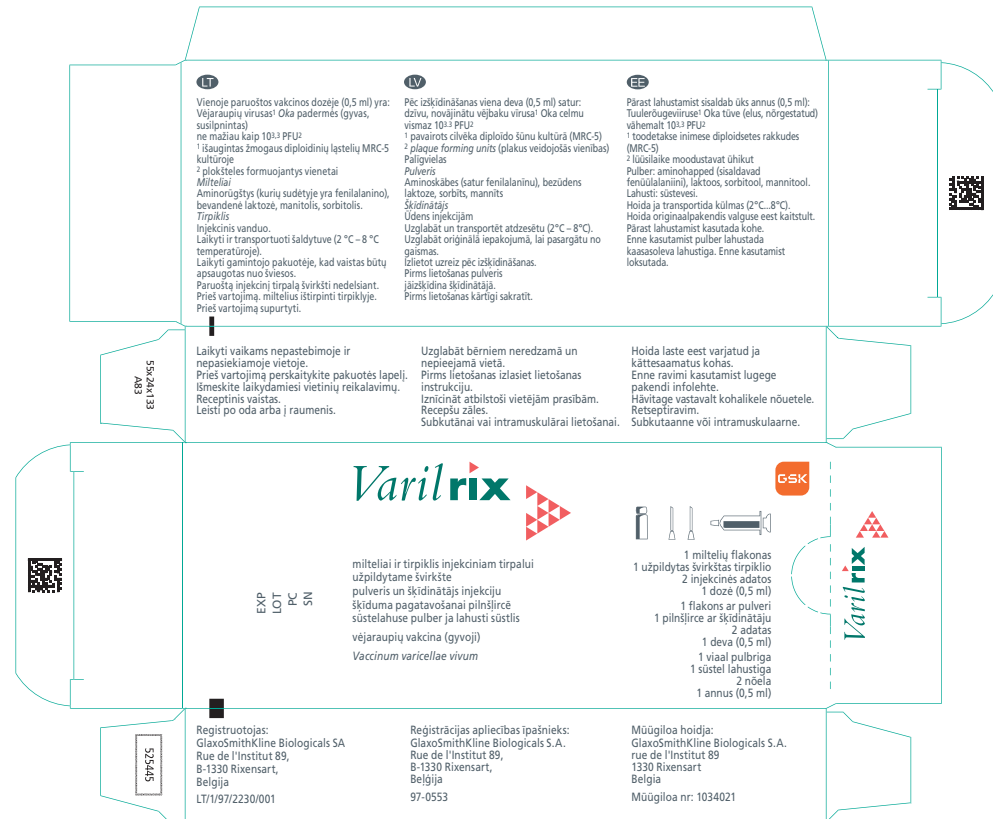 LT
Vienoje paruoštos vakcinos dozėje (0,5 ml) yra:
Vėjaraupių virusas¹ Oka padermės (gyvas,
susilpnintas)
ne mažiau kaip 10³·³ PFU²
¹ išaugintas žmogaus diploidinių ląstelių MRC-5
kultūroje
² plokšteles formuojantys vienetai
Milteliai
Aminorūgštys (kurių sudėtyje yra fenilalanino),
bevandenė laktozė, manitolis, sorbitolis.
Tirpiklis
Injekcinis vanduo.
Laikyti ir transportuoti šaldytuve (2 °C – 8 °C
temperatūroje).
Laikyti gamintojo pakuotėje, kad vaistas būtų
apsaugotas nuo šviesos.
Paruoštą injekcinį tirpalą švirkšti nedelsiant.
Prieš vartojimą. miltelius ištirpinti tirpiklyje.
Prieš vartojimą supurtyti.
LV
Pēc izšķīdināšanas viena deva (0,5 ml) satur:
dzīvu, novājinātu vējbaku vīrusa¹ Oka celmu
vismaz 10³·³ PFU²
¹ pavairots cilvēka diploīdo šūnu kultūrā (MRC-5)
² plaque forming units (plakus veidojošās vienības)
Palīgvielas
Pulveris
Aminoskābes (satur fenilalanīnu), bezūdens
laktoze, sorbīts, mannīts
Šķīdinātājs
Ūdens injekcijām
Uzglabāt un transportēt atdzesētu (2°C – 8°C).
Uzglabāt oriģinālā iepakojumā, lai pasargātu no
gaismas.
Izlietot uzreiz pēc izšķīdināšanas.
Pirms lietošanas pulveris
jāizšķīdina šķīdinātājā.
Pirms lietošanas kārtīgi sakratīt.
EE
Pärast lahustamist sisaldab üks annus (0,5 ml):
Tuulerõugeviiruse¹ Oka tüve (elus, nõrgestatud)
vähemalt 10³·³ PFU²
¹ toodetakse inimese diploidsetes rakkudes
(MRC-5)
² lüüsilaike moodustavat ühikut
Pulber: aminohapped (sisaldavad
fenüülalaniini), laktoos, sorbitool, mannitool.
Lahusti: süstevesi.
Hoida ja transportida külmas (2°C...8°C).
Hoida originaalpakendis valguse eest kaitstult.
Pärast lahustamist kasutada kohe.
Enne kasutamist pulber lahustada
kaasasoleva lahustiga. Enne kasutamist
loksutada.
55x24x133
A83
Laikyti vaikams nepastebimoje ir
nepasiekiamoje vietoje.
Prieš vartojimą perskaitykite pakuotės lapelį.
Išmeskite laikydamiesi vietinių reikalavimų.
Receptinis vaistas.
Leisti po oda arba į raumenis.
Uzglabāt bērniem neredzamā un
nepieejamā vietā.
Pirms lietošanas izlasiet lietošanas
instrukciju.
Iznīcināt atbilstoši vietējām prasībām.
Recepšu zāles.
Subkutānai vai intramuskulārai lietošanai.
Hoida laste eest varjatud ja
kättesaamatus kohas.
Enne ravimi kasutamist lugege
pakendi infolehte.
Hävitage vastavalt kohalikele nõuetele.
Retseptiravim.
Subkutaanne või intramuskulaarne.
Varilrix
GSK
EXP
LOT
PC
SN
milteliai ir tirpiklis injekciniam tirpalui
užpildytame švirkšte
pulveris un šķīdinātājs injekciju
šķīduma pagatavošanai pilnšļircē
süstelahuse pulber ja lahusti süstlis
vėjaraupių vakcina (gyvoji)
Vaccinum varicellae vivum
1 miltelių flakonas
1 užpildytas švirkštas tirpiklio
2 injekcinės adatos
1 dozė (0,5 ml)
1 flakons ar pulveri
1 pilnšļirce ar šķīdinātāju
2 adatas
1 deva (0,5 ml)
1 viaal pulbriga
1 süstel lahustiga
2 nõela
1 annus (0,5 ml)
Varilrix
525445
Registruotojas:
GlaxoSmithKline Biologicals SA
Rue de l'Institut 89,
B-1330 Rixensart,
Belgija
LT/1/97/2230/001
Reģistrācijas apliecības īpašnieks:
GlaxoSmithKline Biologicals S.A.
Rue de l'Institut 89,
B-1330 Rixensart,
Beļģija
97-0553
Müügiloa hoidja:
GlaxoSmithKline Biologicals S.A.
rue de l'Institut 89
1330 Rixensart
Belgia
Müügiloa nr: 1034021